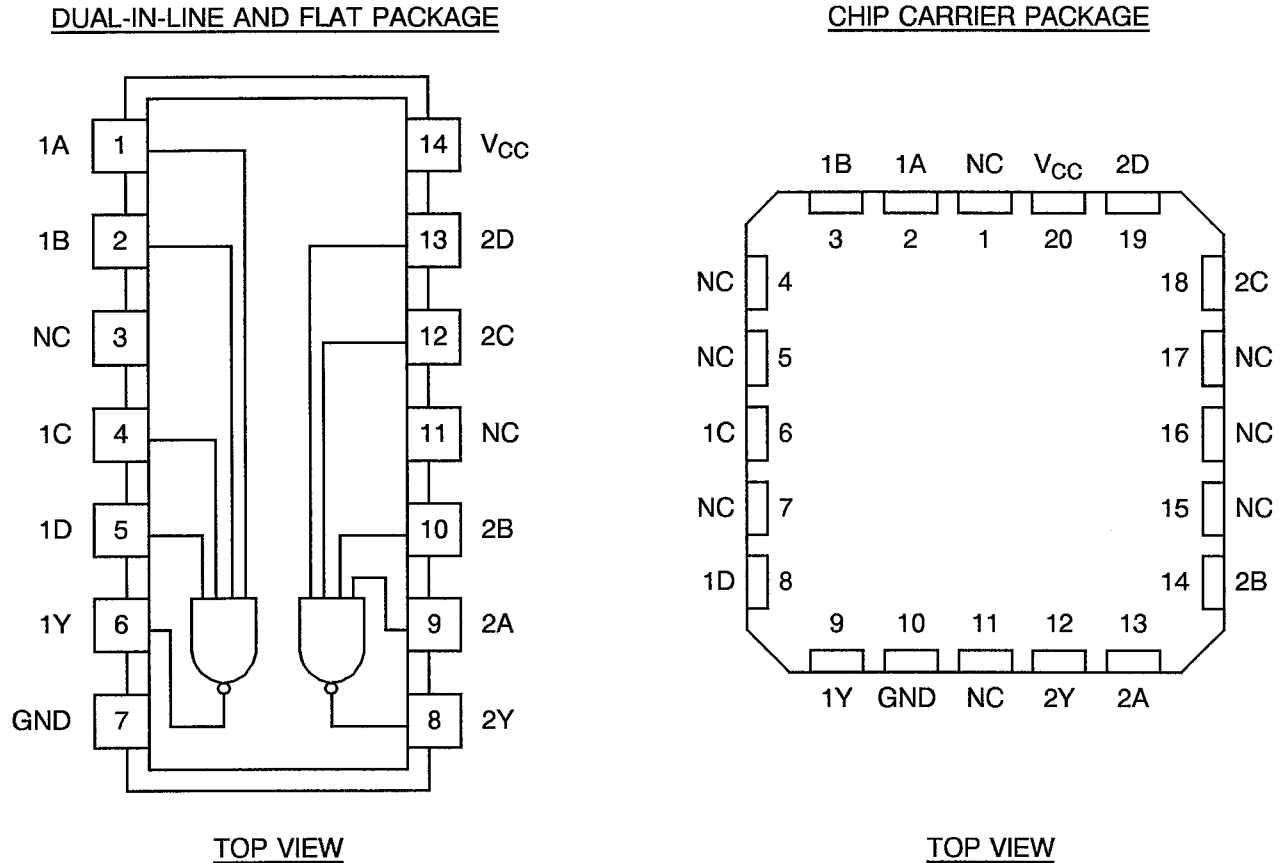 DUAL-IN-LINE AND FLAT PACKAGE
1A 1 14 VCC
1B 2 13 2D
NC 3 12 2C
1C 4 11 NC
1D 5 10 2B
1Y 6 9 2A
GND 7 8 2Y
TOP VIEW
CHIP CARRIER PACKAGE
1B 1A NC VCC 2D
3 2 1 20 19
NC 4 18 2C
NC 5 17 NC
1C 6 16 NC
NC 7 15 NC
1D 8 14 2B
9 10 11 12 13
1Y GND NC 2Y 2A
TOP VIEW